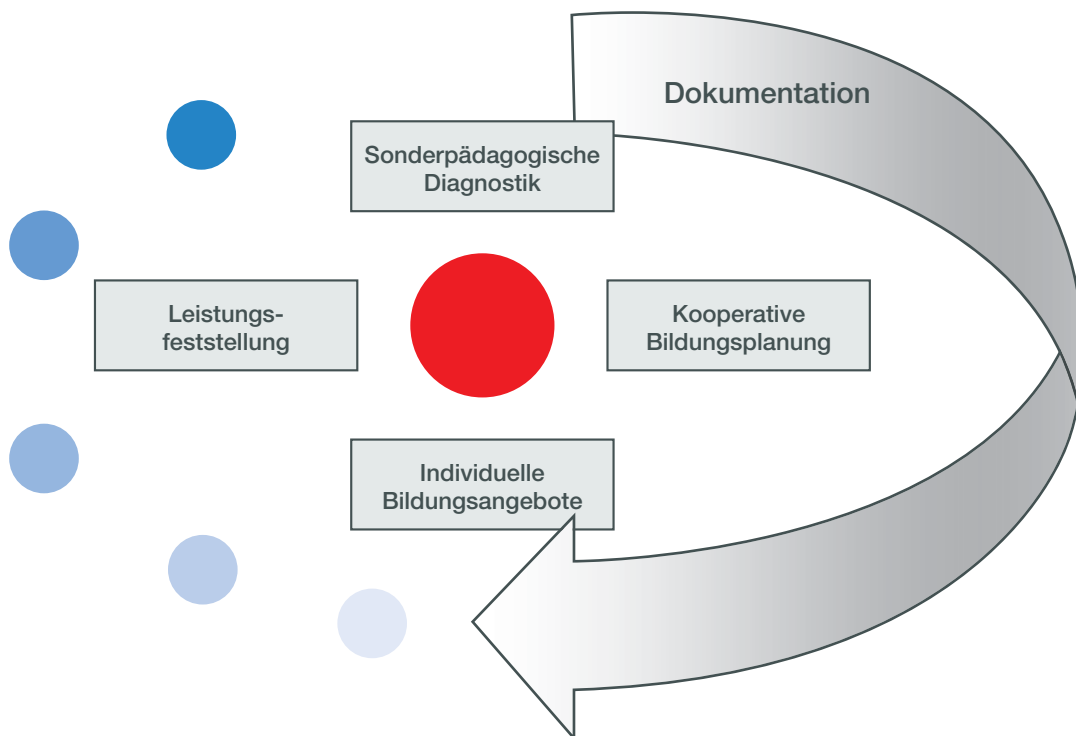 Dokumentation
Sonderpädagogische
Diagnostik
Leistungs-
feststellung
Kooperative
Bildungsplanung
Individuelle
Bildungsangebote